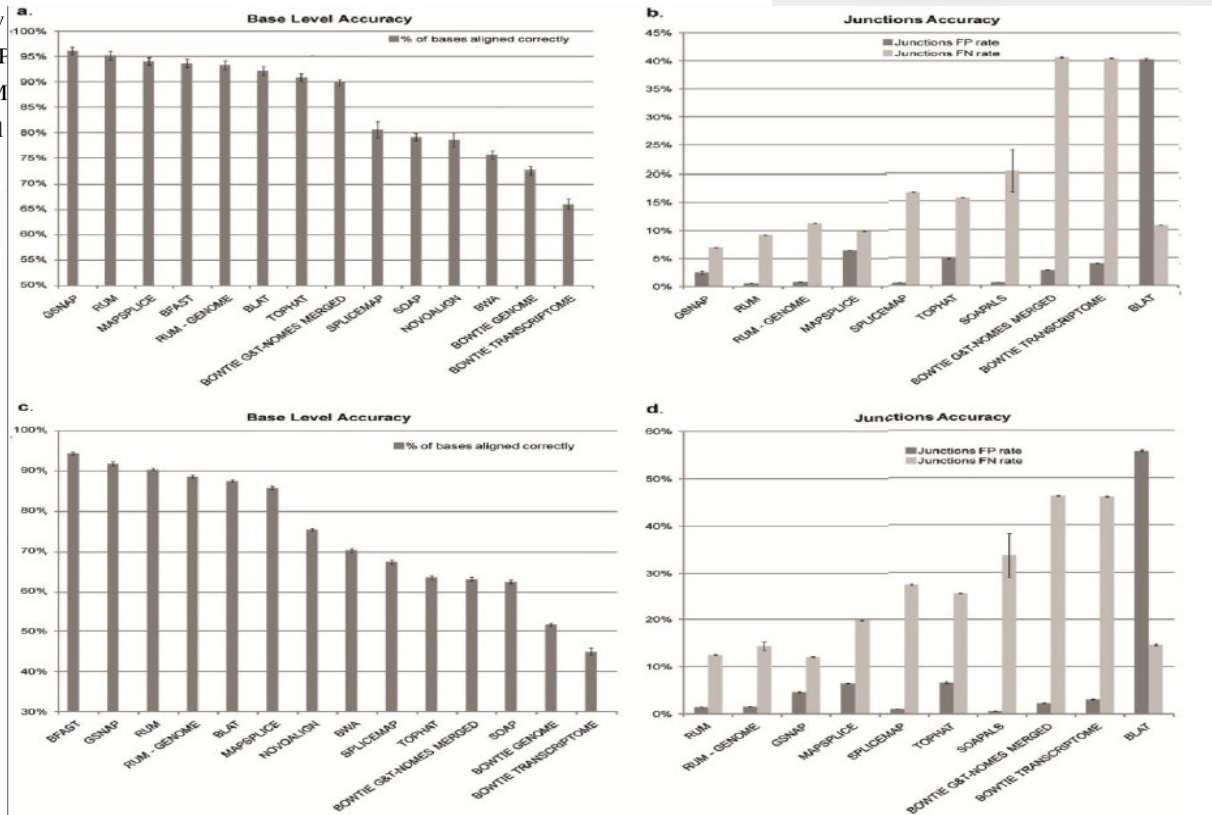 a.
Base Level Accuracy
100%
95%
90%
85%
80%
75%
70%
65%
60%
55%
50%
% of bases aligned correctly
GSNAP
RUM
MAPSPLICE
BFAST
RUM - GENOME
BLAT
TOPHAT
BOWTIE G&T-NOMES MERGED
SPLICEMAP
SOAP
NOVOALIGN
BWA
BOWTIE GENOME
BOWTIE TRANSCRIPTOME
b.
Junctions Accuracy
45%
40%
35%
30%
25%
20%
15%
10%
5%
0%
Junctions FP rate
Junctions FN rate
GSNAP
RUM
RUM - GENOME
MAPSPLICE
SPLICEMAP
TOPHAT
SOAPALS
BOWTIE G&T-NOMES MERGED
BOWTIE TRANSCRIPTOME
BLAT
c.
Base Level Accuracy
100%
90%
80%
70%
60%
50%
40%
30%
% of bases aligned correctly
BFAST
GSNAP
RUM
RUM - GENOME
BLAT
MAPSPLICE
NOVOALIGN
BWA
SPLICEMAP
TOPHAT
BOWTIE G&T-NOMES MERGED
SOAP
BOWTIE GENOME
BOWTIE TRANSCRIPTOME
d.
Junctions Accuracy
60%
50%
40%
30%
20%
10%
0%
Junctions FP rate
Junctions FN rate
RUM
RUM - GENOME
GSNAP
MAPSPLICE
SPLICEMAP
TOPHAT
SOAPALS
BOWTIE G&T-NOMES MERGED
BOWTIE TRANSCRIPTOME
BLAT